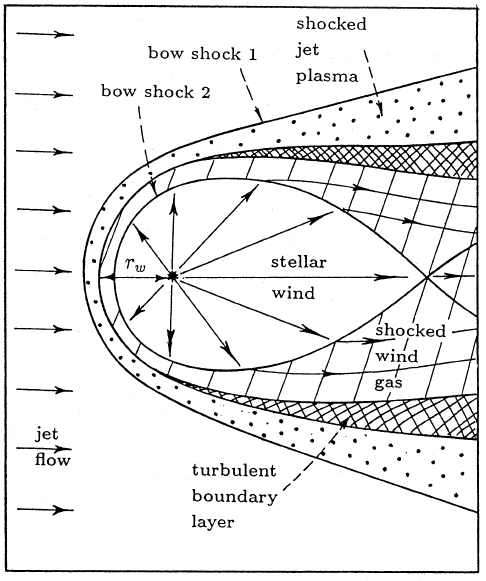 shocked
jet
plasma
bow shock 1
bow shock 2
r_w
stellar
wind
shocked
wind
gas
jet
flow
turbulent
boundary
layer